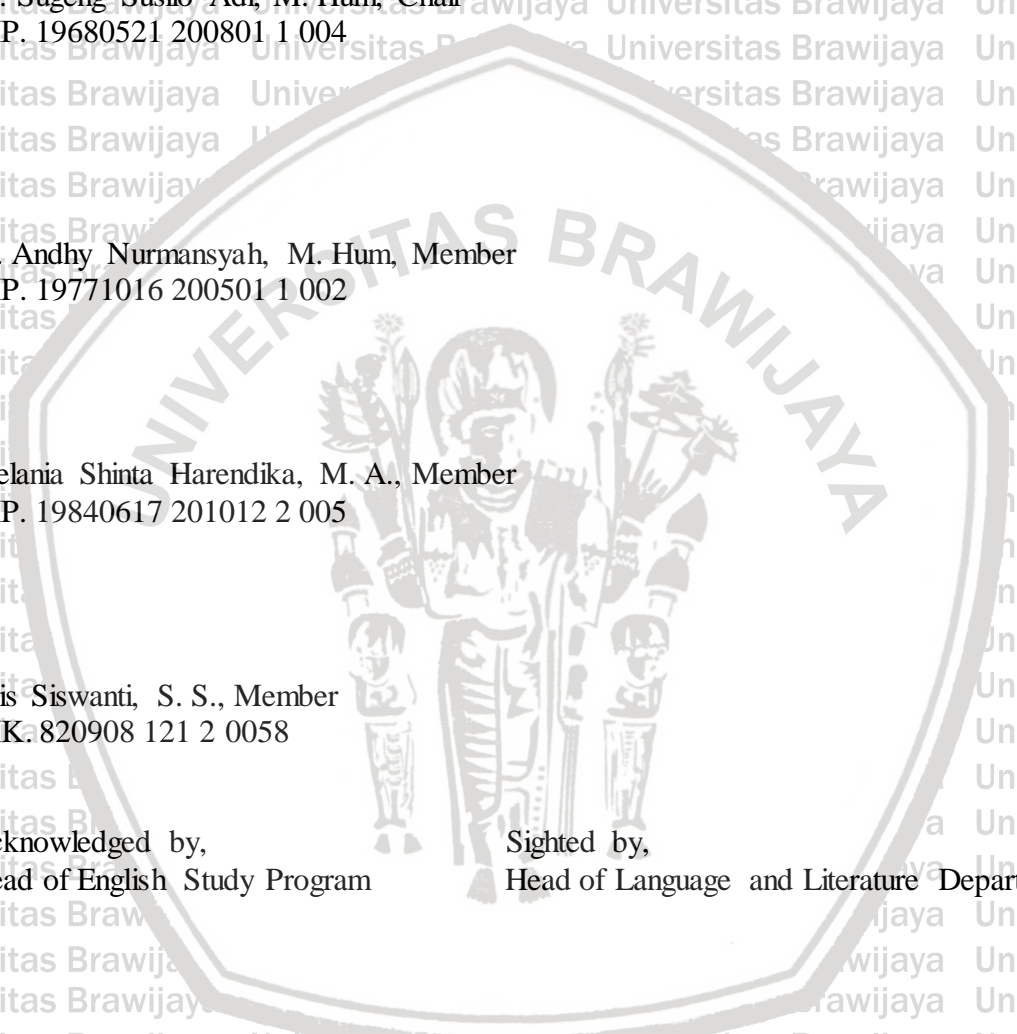 . Sugeng Susilo Adi, M. Hum, Chair
P. 19680521 200801 1 004
. Andhy Nurmansyah, M. Hum, Member
P. 19771016 200501 1 002
elania Shinta Harendika, M. A., Member
P. 19840617 201012 2 005
is Siswanti, S. S., Member
K. 820908 121 2 0058
cknowledged by, Sighted by,
ead of English Study Program Head of Language and Literature Depart
UNIVERSITAS BRAWIJAYA